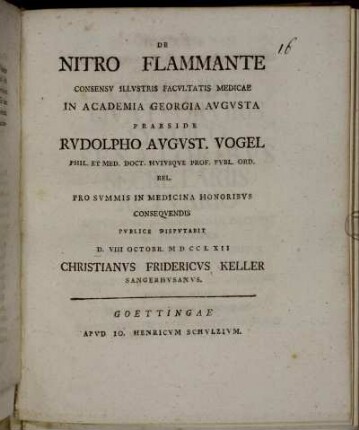 DE
16
NITRO FLAMMANTE
CONSENSV ILLVSTRIS FACVLTATIS MEDICAE
IN ACADEMIA GEORGIA AVGVSTA
PRAESIDE
RVDOLPHO AVGVST. VOGEL
PHIL. ET MED. DOCT. HVIVSQVE PROF. PVBL. ORD.
REL.
PRO SVMMIS IN MEDICINA HONORIBVS
CONSEQVENDIS
PVBLICE DISPVTABIT
D. VIII OCTOBR. M D CC L XII
CHRISTIANVS FRIDERICVS KELLER
SANGERHVSANVS.
GOETTINGAE
APVD IO. HENRICVM SCHVLZIVM.